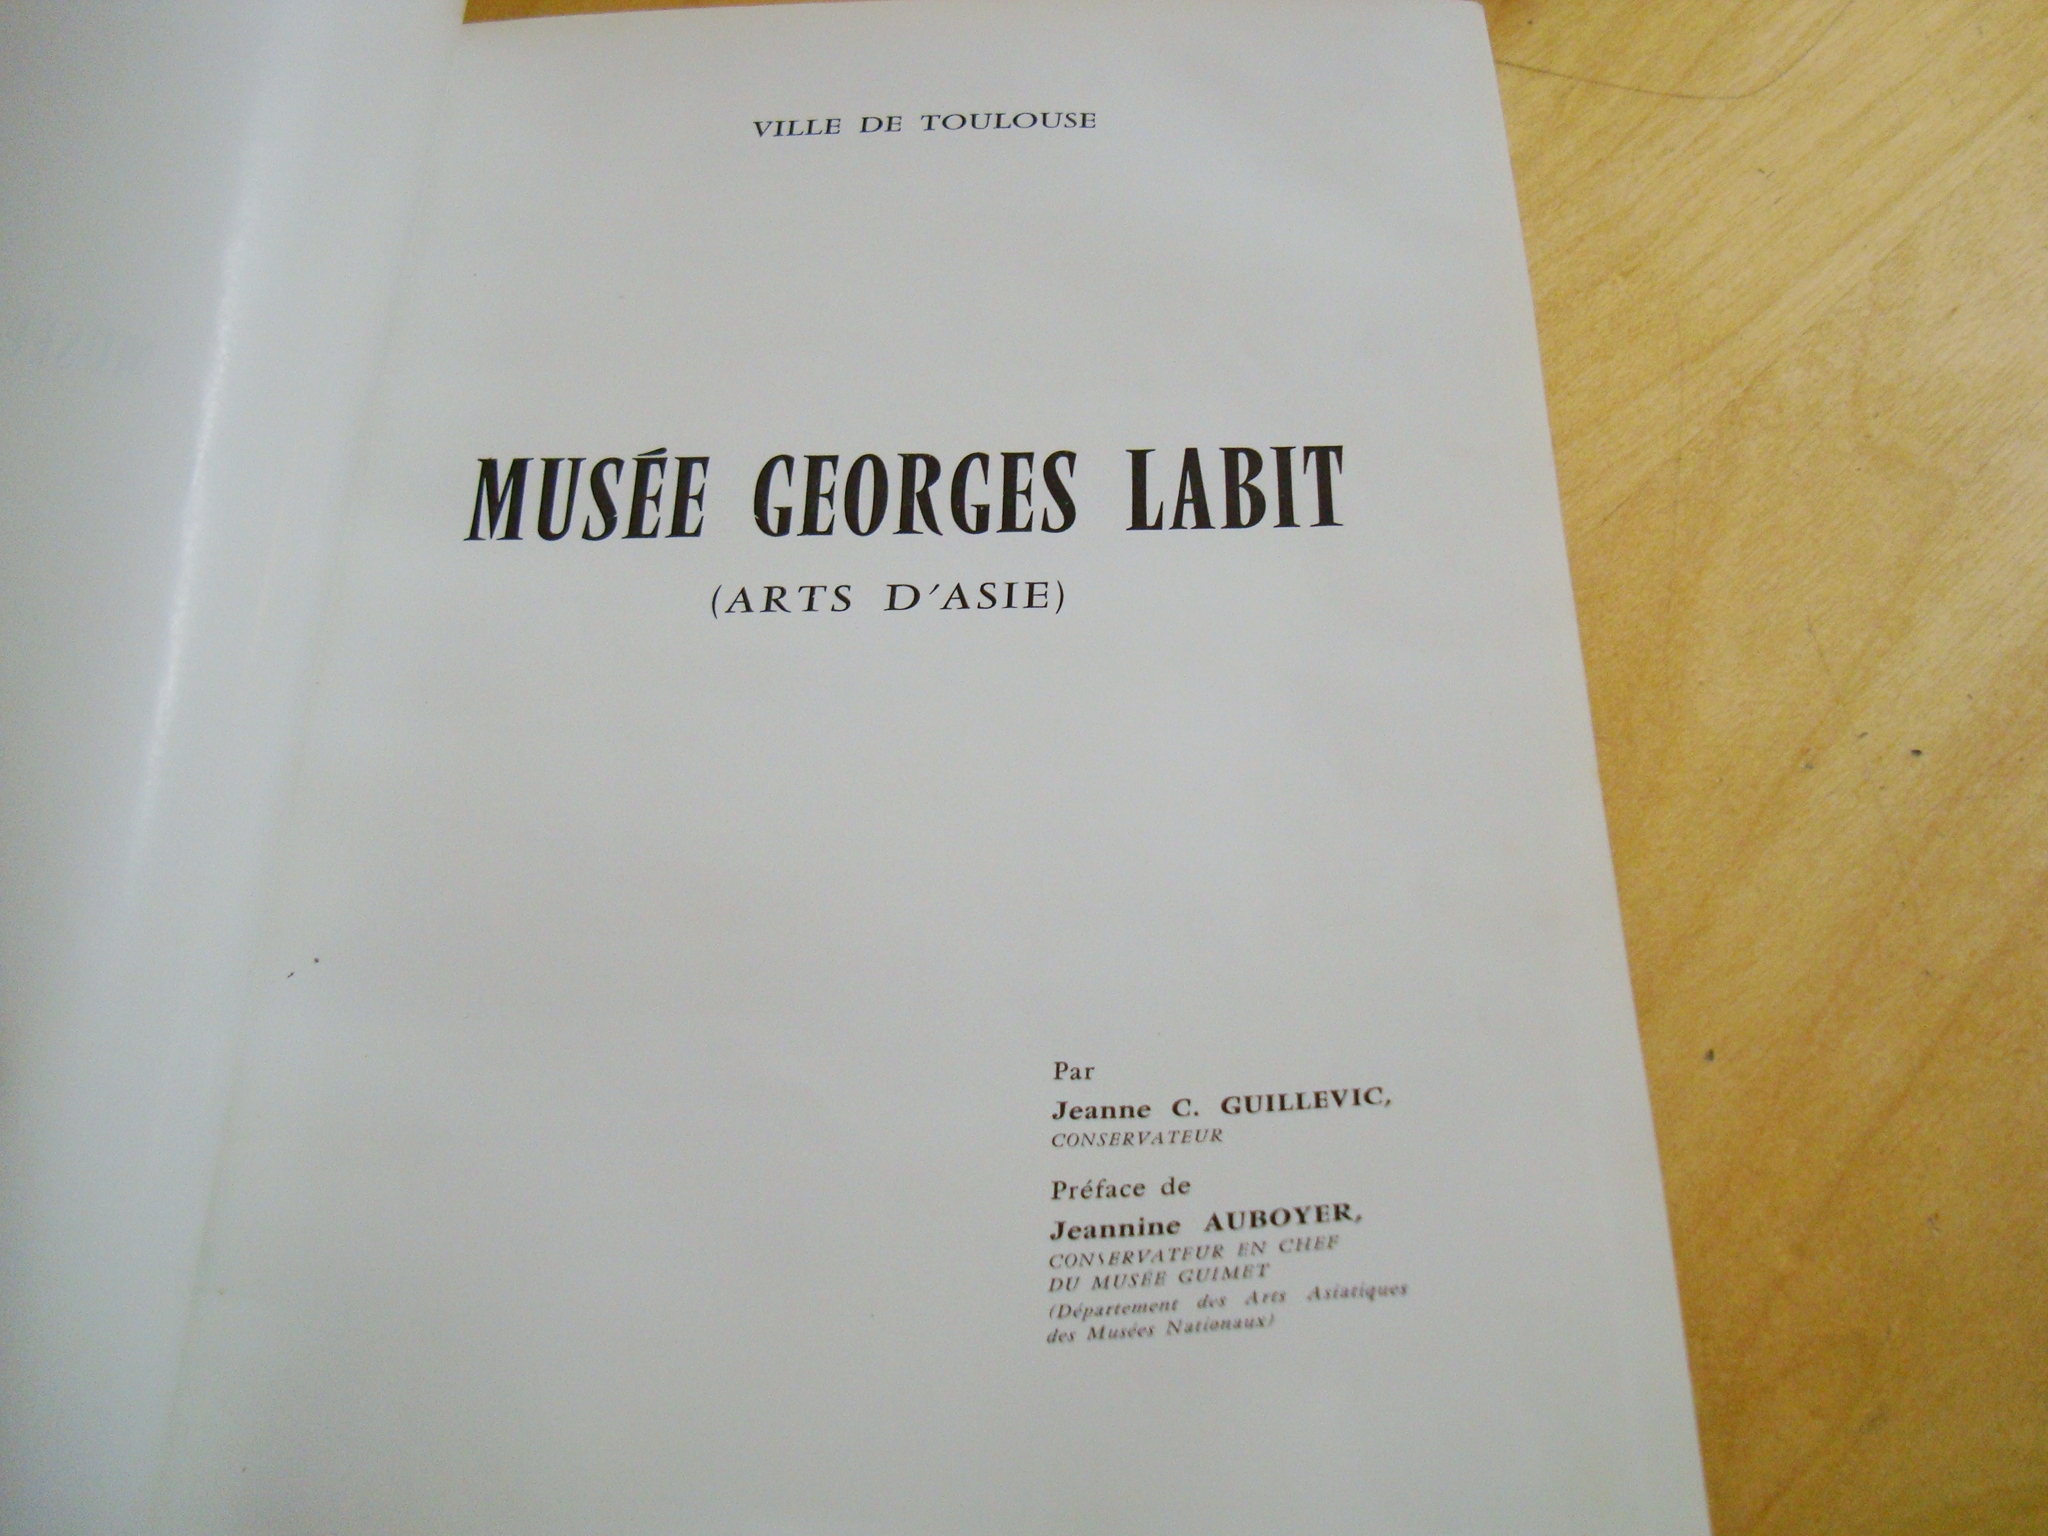 VILLE DE TOULOUSE
MUSÉE GEORGES LABIT
(ARTS D'ASIE)
Par
Jeanne C. GUILLEVIC,
CONSERVATEUR
Préface de
Jeannine AUBOYER,
CONSERVATEUR EN CHEF
DU MUSÉE GUIMET
(Département des Arts Asiatiques
des Musées Nationaux)